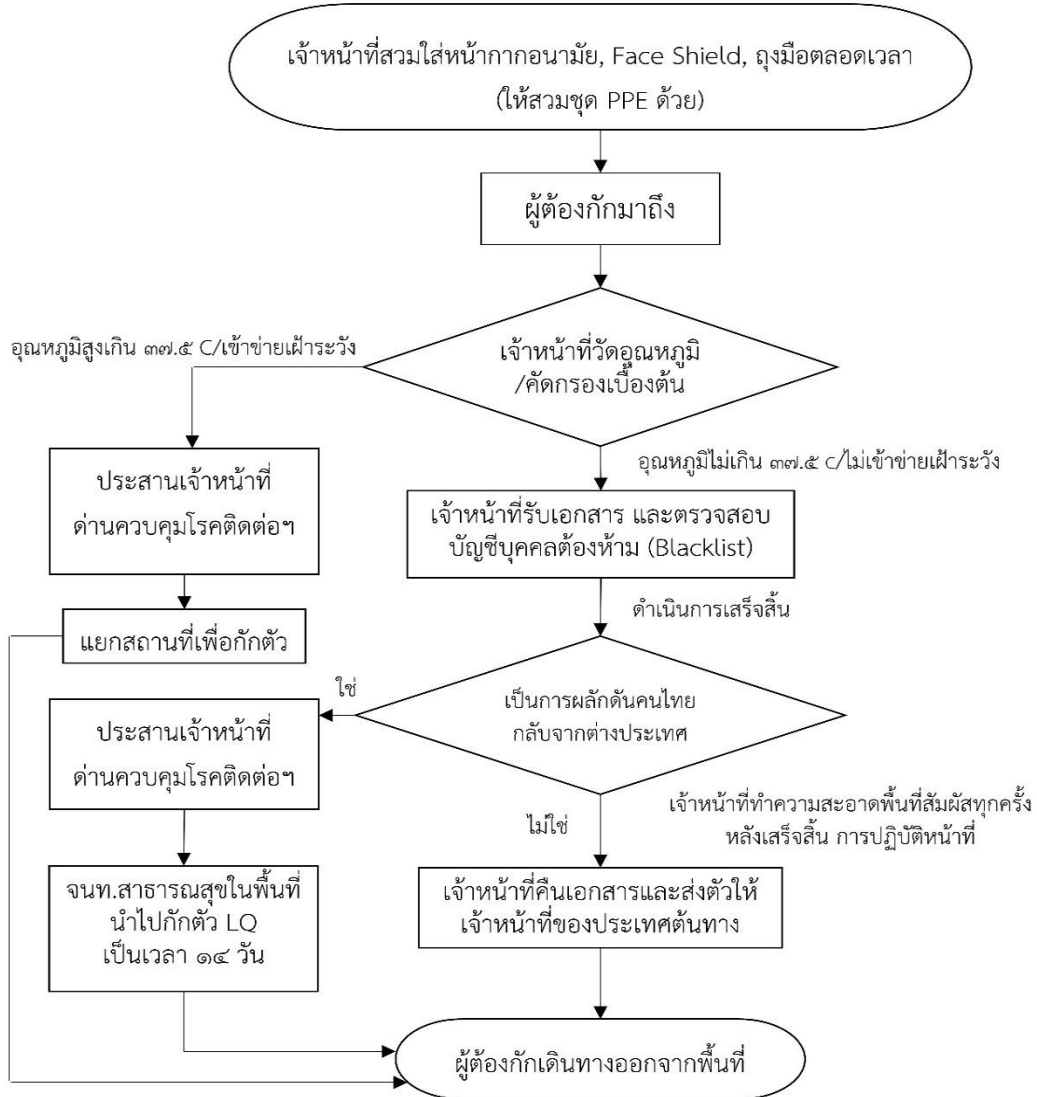 เจ้าหน้าที่สวมใส่หน้ากากอนามัย, Face Shield, ถุงมือตลอดเวลา
(ให้สวมชุด PPE ด้วย)
ผู้ต้องกักมาถึง
อุณหภูมิสูงเกิน ๓๗.๕ C/เข้าข่ายเฝ้าระวัง
เจ้าหน้าที่วัดอุณหภูมิ
/คัดกรองเบื้องต้น
ประสานเจ้าหน้าที่
ด่านควบคุมโรคติดต่อฯ
อุณหภูมิไม่เกิน ๓๗.๕ C/ไม่เข้าข่ายเฝ้าระวัง
เจ้าหน้าที่รับเอกสาร และตรวจสอบ
บัญชีบุคคลต้องห้าม (Blacklist)
แยกสถานที่เพื่อกักตัว
ดำเนินการเสร็จสิ้น
ใช่
เป็นการผลักดันคนไทย
กลับจากต่างประเทศ
ประสานเจ้าหน้าที่
ด่านควบคุมโรคติดต่อฯ
ไม่ใช่
เจ้าหน้าที่ทำความสะอาดพื้นที่สัมผัสทุกครั้ง
หลังเสร็จสิ้น การปฏิบัติหน้าที่
จนท.สาธารณสุขในพื้นที่
นำไปกักตัว LQ
เป็นเวลา ๑๔ วัน
เจ้าหน้าที่คืนเอกสารและส่งตัวให้
เจ้าหน้าที่ของประเทศต้นทาง
ผู้ต้องกักเดินทางออกจากพื้นที่